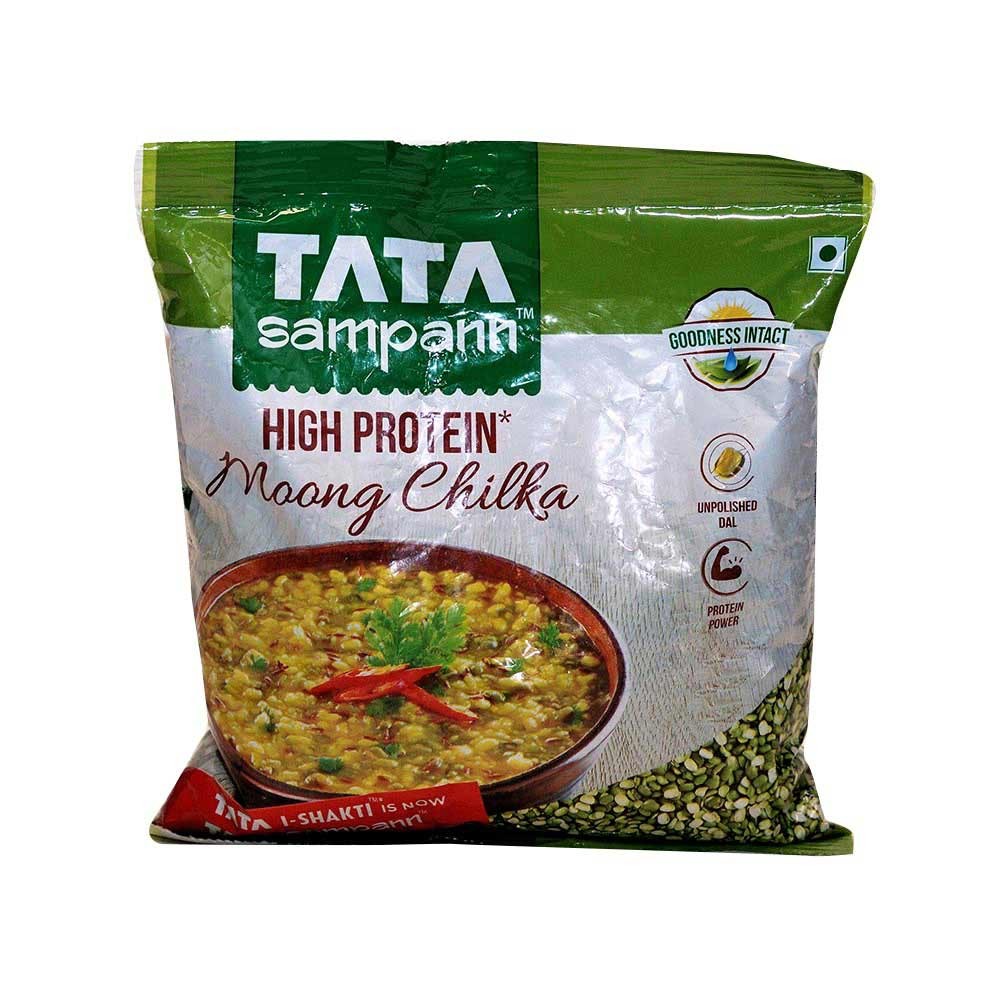 TATA
sampann™
HIGH PROTEIN*
Moong Chilka
GOODNESS INTACT
UNPOLISHED
DAL
PROTEIN
POWER
TATA I-SHAKTI™* IS NOW
TATA sampann™